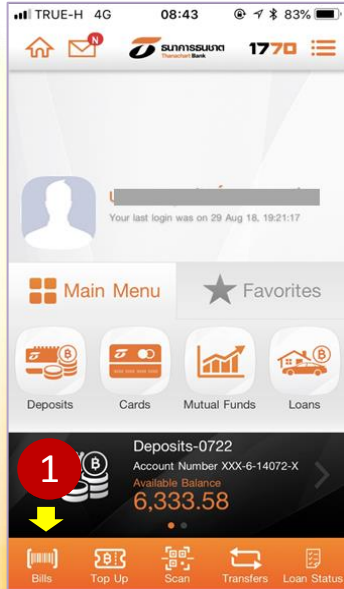 TRUE-H 4G 08:43 83%
N ธนาคารธนชาต 1770
Thanachart Bank
Your last login was on 29 Aug 18, 19:21:17
Main Menu Favorites
Deposits Cards Mutual Funds Loans
1
Deposits-0722
Account Number XXX-6-14072-X
Available Balance
6,333.58
Bills Top Up Scan Transfers Loan Status